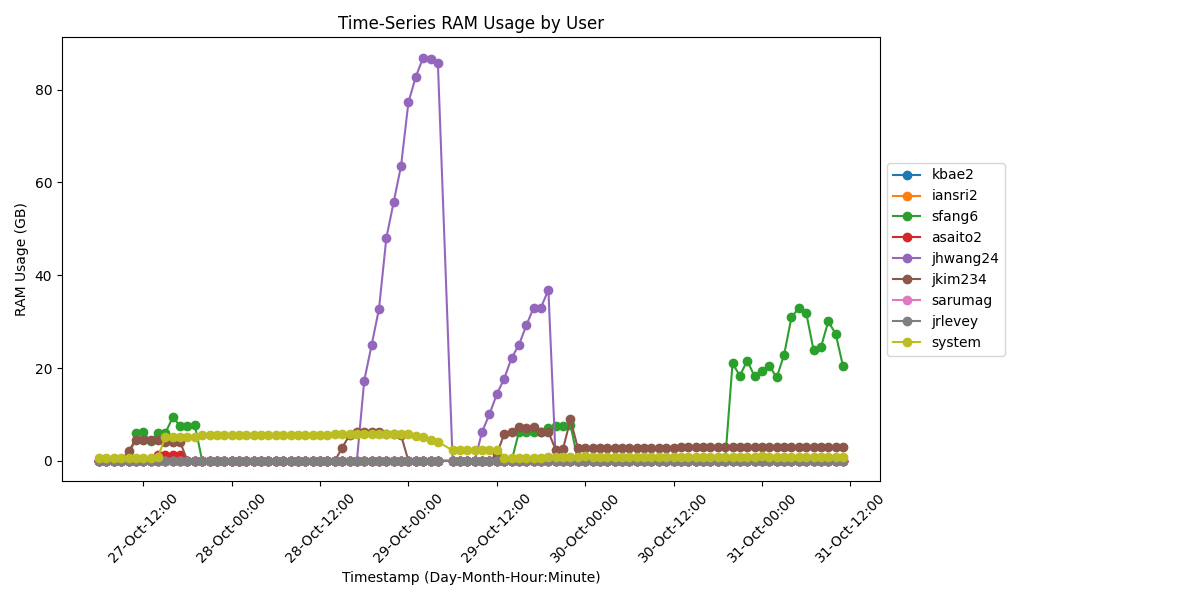 Time-Series RAM Usage by User
RAM Usage (GB)
80
60
40
20
0
27-Oct-12:00
28-Oct-00:00
28-Oct-12:00
29-Oct-00:00
29-Oct-12:00
30-Oct-00:00
30-Oct-12:00
31-Oct-00:00
31-Oct-12:00
Timestamp (Day-Month-Hour:Minute)
kbae2
iansri2
sfang6
asaito2
jhwang24
jkim234
sarumag
jrlevey
system